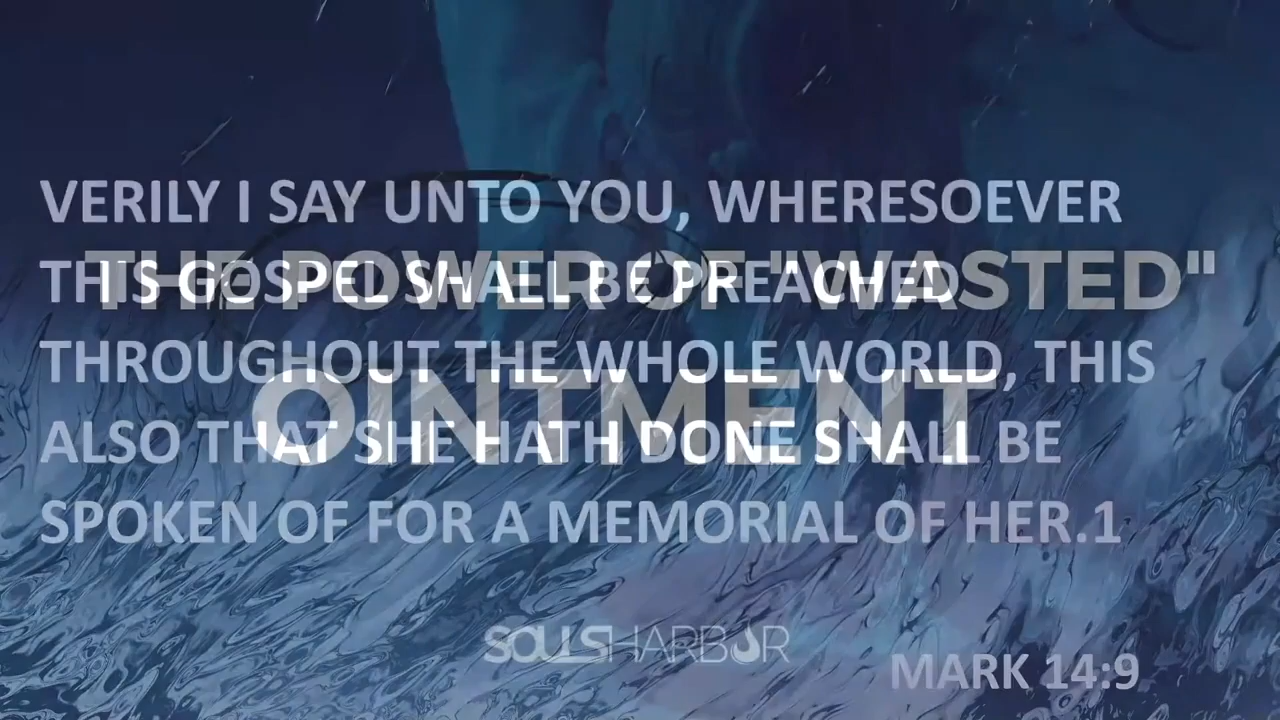 VERILY I SAY UNTO YOU, WHERESOEVER
THIS GOSPEL SHALL BE PREACHED
THE POWER OF "WASTED"
THROUGHOUT THE WHOLE WORLD, THIS
OINTMENT
ALSO THAT SHE HATH DONE SHALL BE
SPOKEN OF FOR A MEMORIAL OF HER.1
SOULSHARBOR
MARK 14:9